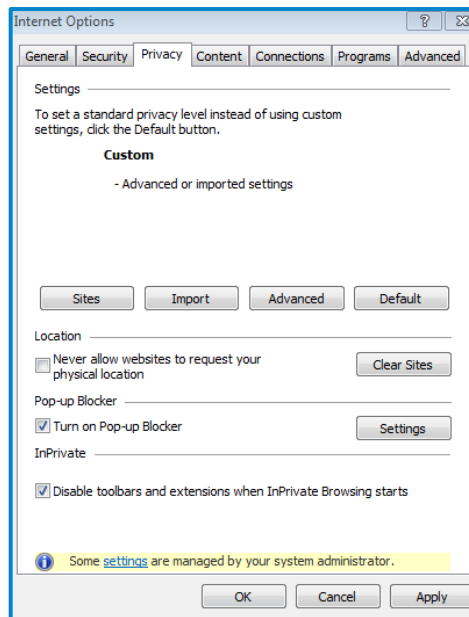 Internet Options
General Security Privacy Content Connections Programs Advanced
Settings
To set a standard privacy level instead of using custom
settings, click the Default button.
Custom
- Advanced or imported settings
Sites Import Advanced Default
Location
Never allow websites to request your
physical location
Clear Sites
Pop-up Blocker
Turn on Pop-up Blocker
Settings
InPrivate
Disable toolbars and extensions when InPrivate Browsing starts
Some settings are managed by your system administrator.
OK Cancel Apply